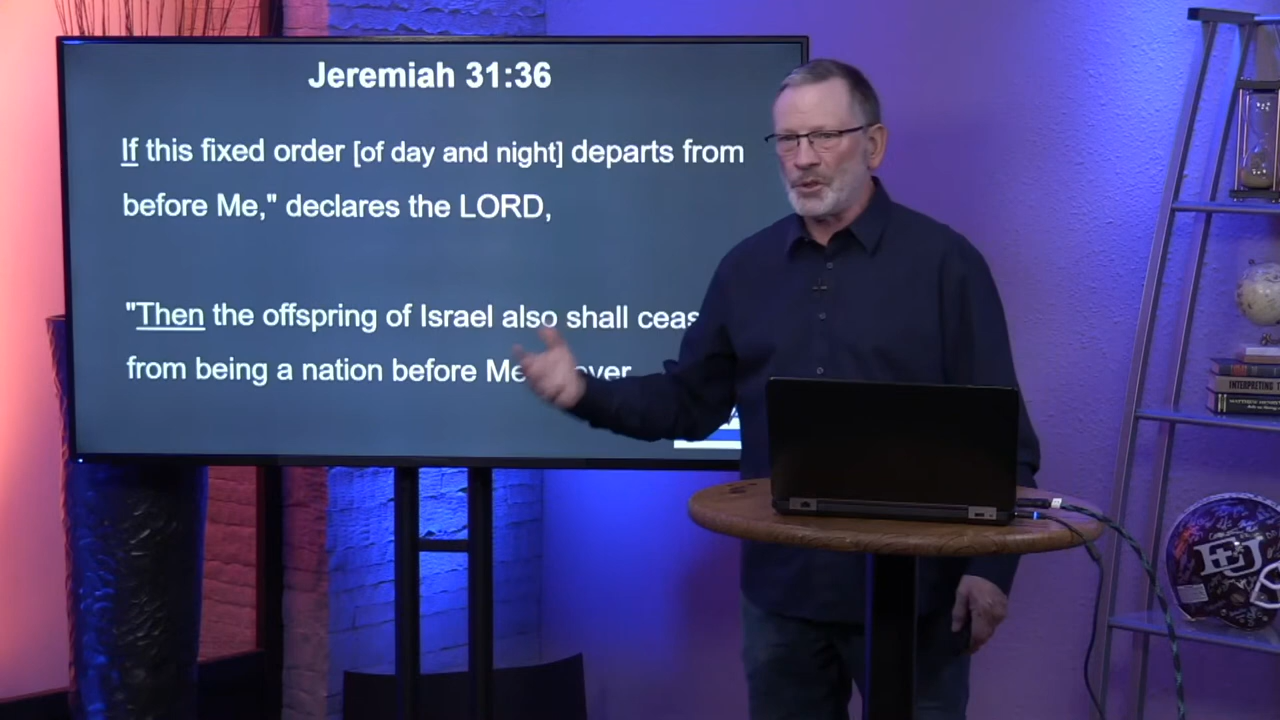 Jeremiah 31:36
If this fixed order [of day and night] departs from
before Me," declares the LORD,
"Then the offspring of Israel also shall
from being a nation before
INTERPRETING